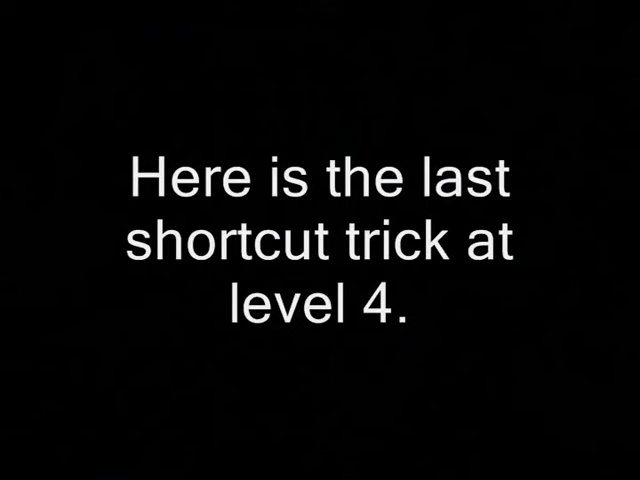 Here is the last
shortcut trick at
level 4.